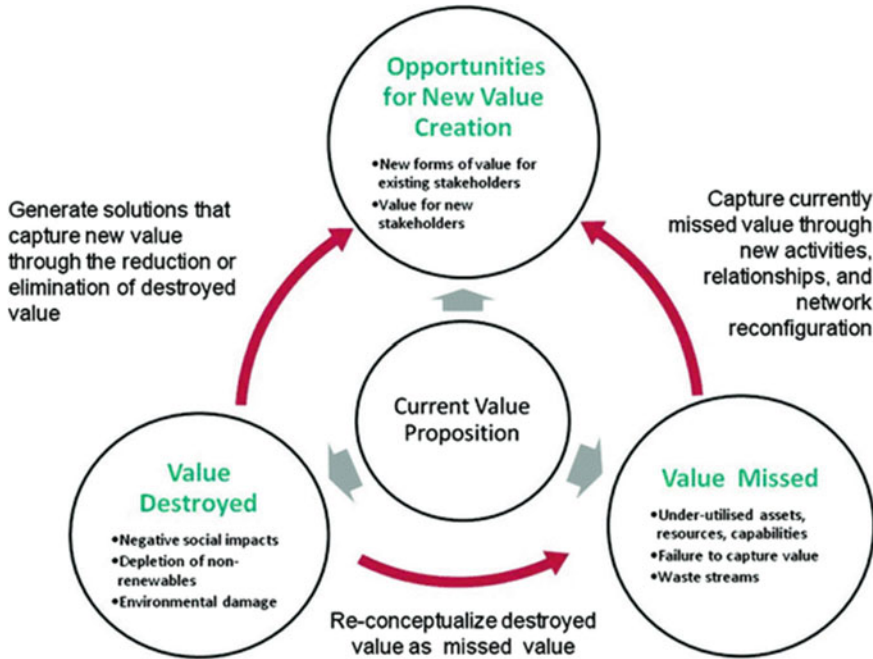 Opportunities
for New Value
Creation
•New forms of value for
existing stakeholders
•Value for new
stakeholders
Generate solutions that
capture new value
through the reduction or
elimination of destroyed
value
Capture currently
missed value through
new activities,
relationships, and
network
reconfiguration
Current Value
Proposition
Value
Destroyed
•Negative social impacts
•Depletion of non-
renewables
•Environmental damage
Value Missed
•Under-utilised assets,
resources, capabilities
•Failure to capture value
•Waste streams
Re-conceptualize destroyed
value as missed value